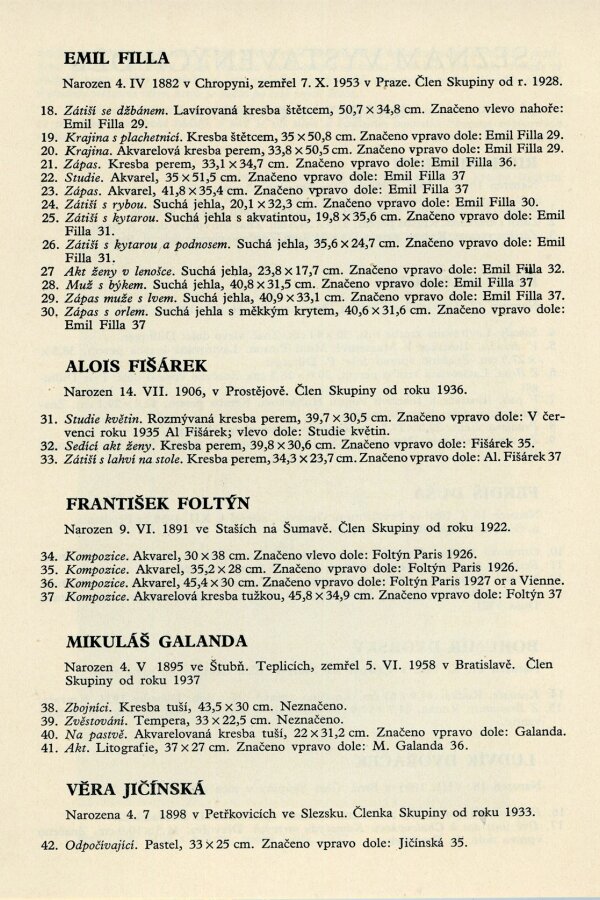 EMIL FILLA
Narozen 4. IV 1882 v Chropyni, zemřel 7. X. 1953 v Praze. Člen Skupiny od r. 1928.
18. Zátiší se džbánem. Lavírovaná kresba štětcem, 50,7 × 34,8 cm. Značeno vlevo nahoře:
Emil Filla 29.
19. Krajina s plachetnicí. Kresba štětcem, 35 × 50,8 cm. Značeno vpravo dole: Emil Filla 29.
20. Krajina. Akvarelová kresba perem, 33,8 × 50,5 cm. Značeno vpravo dole: Emil Filla 29.
21. Zápas. Kresba perem, 33,1 × 34,7 cm. Značeno vpravo dole: Emil Filla 36.
22. Studie. Akvarel, 35 × 51,5 cm. Značeno vpravo dole: Emil Filla 37
23. Zápas. Akvarel, 41,8 × 35,4 cm. Značeno vpravo dole: Emil Filla 37
24. Zátiší s rybou. Suchá jehla, 20,1 × 32,3 cm. Značeno vpravo dole: Emil Filla 30.
25. Zátiší s kytarou. Suchá jehla s akvatintou, 19,8 × 35,6 cm. Značeno vpravo dole: Emil
Filla 31.
26. Zátiší s kytarou a podnosem. Suchá jehla, 35,6 × 24,7 cm. Značeno vpravo dole: Emil
Filla 31.
27 Akt ženy v lenošce. Suchá jehla, 23,8 × 17,7 cm. Značeno vpravo dole: Emil Filla 32.
28. Muž s býkem. Suchá jehla, 40,8 × 31,5 cm. Značeno vpravo dole: Emil Filla 37
29. Zápas muže s lvem. Suchá jehla, 40,9 × 33,1 cm. Značeno vpravo dole: Emil Filla 37.
30. Zápas s orlem. Suchá jehla s měkkým krytem, 40,6 × 31,6 cm. Značeno vpravo dole:
Emil Filla 37
ALOIS FIŠÁREK
Narozen 14. VII. 1906, v Prostějově. Člen Skupiny od roku 1936.
31. Studie květin. Rozmývaná kresba perem, 39,7 × 30,5 cm. Značeno vpravo dole: V čer-
venci roku 1935 Al Fišárek; vlevo dole: Studie květin.
32. Sedící akt ženy. Kresba perem, 39,8 × 30,6 cm. Značeno vpravo dole: Fišárek 35.
33. Zátiší s lahví na stole. Kresba perem, 34,3 × 23,7 cm. Značeno vpravo dole: Al. Fišárek 37
FRANTIŠEK FOLTÝN
Narozen 9. VI. 1891 ve Staších na Šumavě. Člen Skupiny od roku 1922.
34. Kompozice. Akvarel, 30 × 38 cm. Značeno vlevo dole: Foltýn Paris 1926.
35. Kompozice. Akvarel, 35,2 × 28 cm. Značeno vpravo dole: Foltýn Paris 1926.
36. Kompozice. Akvarel, 45,4 × 30 cm. Značeno vpravo dole: Foltýn Paris 1927 or a Vienne.
37 Kompozice. Akvarelová kresba tužkou, 45,8 × 34,9 cm. Značeno vpravo dole: Foltýn 37
MIKULÁŠ GALANDA
Narozen 4. V 1895 ve Štubň. Teplicích, zemřel 5. VI. 1958 v Bratislavě. Člen
Skupiny od roku 1937
38. Zbojníci. Kresba tuší, 43,5 × 30 cm. Neznačeno.
39. Zvěstování. Tempera, 33 × 22,5 cm. Neznačeno.
40. Na pastvě. Akvarelovaná kresba tuší, 22 × 31,2 cm. Značeno vpravo dole: Galanda.
41. Akt. Litografie, 37 × 27 cm. Značeno vpravo dole: M. Galanda 36.
VĚRA JIČÍNSKÁ
Narozena 4. 7 1898 v Petřkovicích ve Slezsku. Členka Skupiny od roku 1933.
42. Odpočívající. Pastel, 33 × 25 cm. Značeno vpravo dole: Jičínská 35.